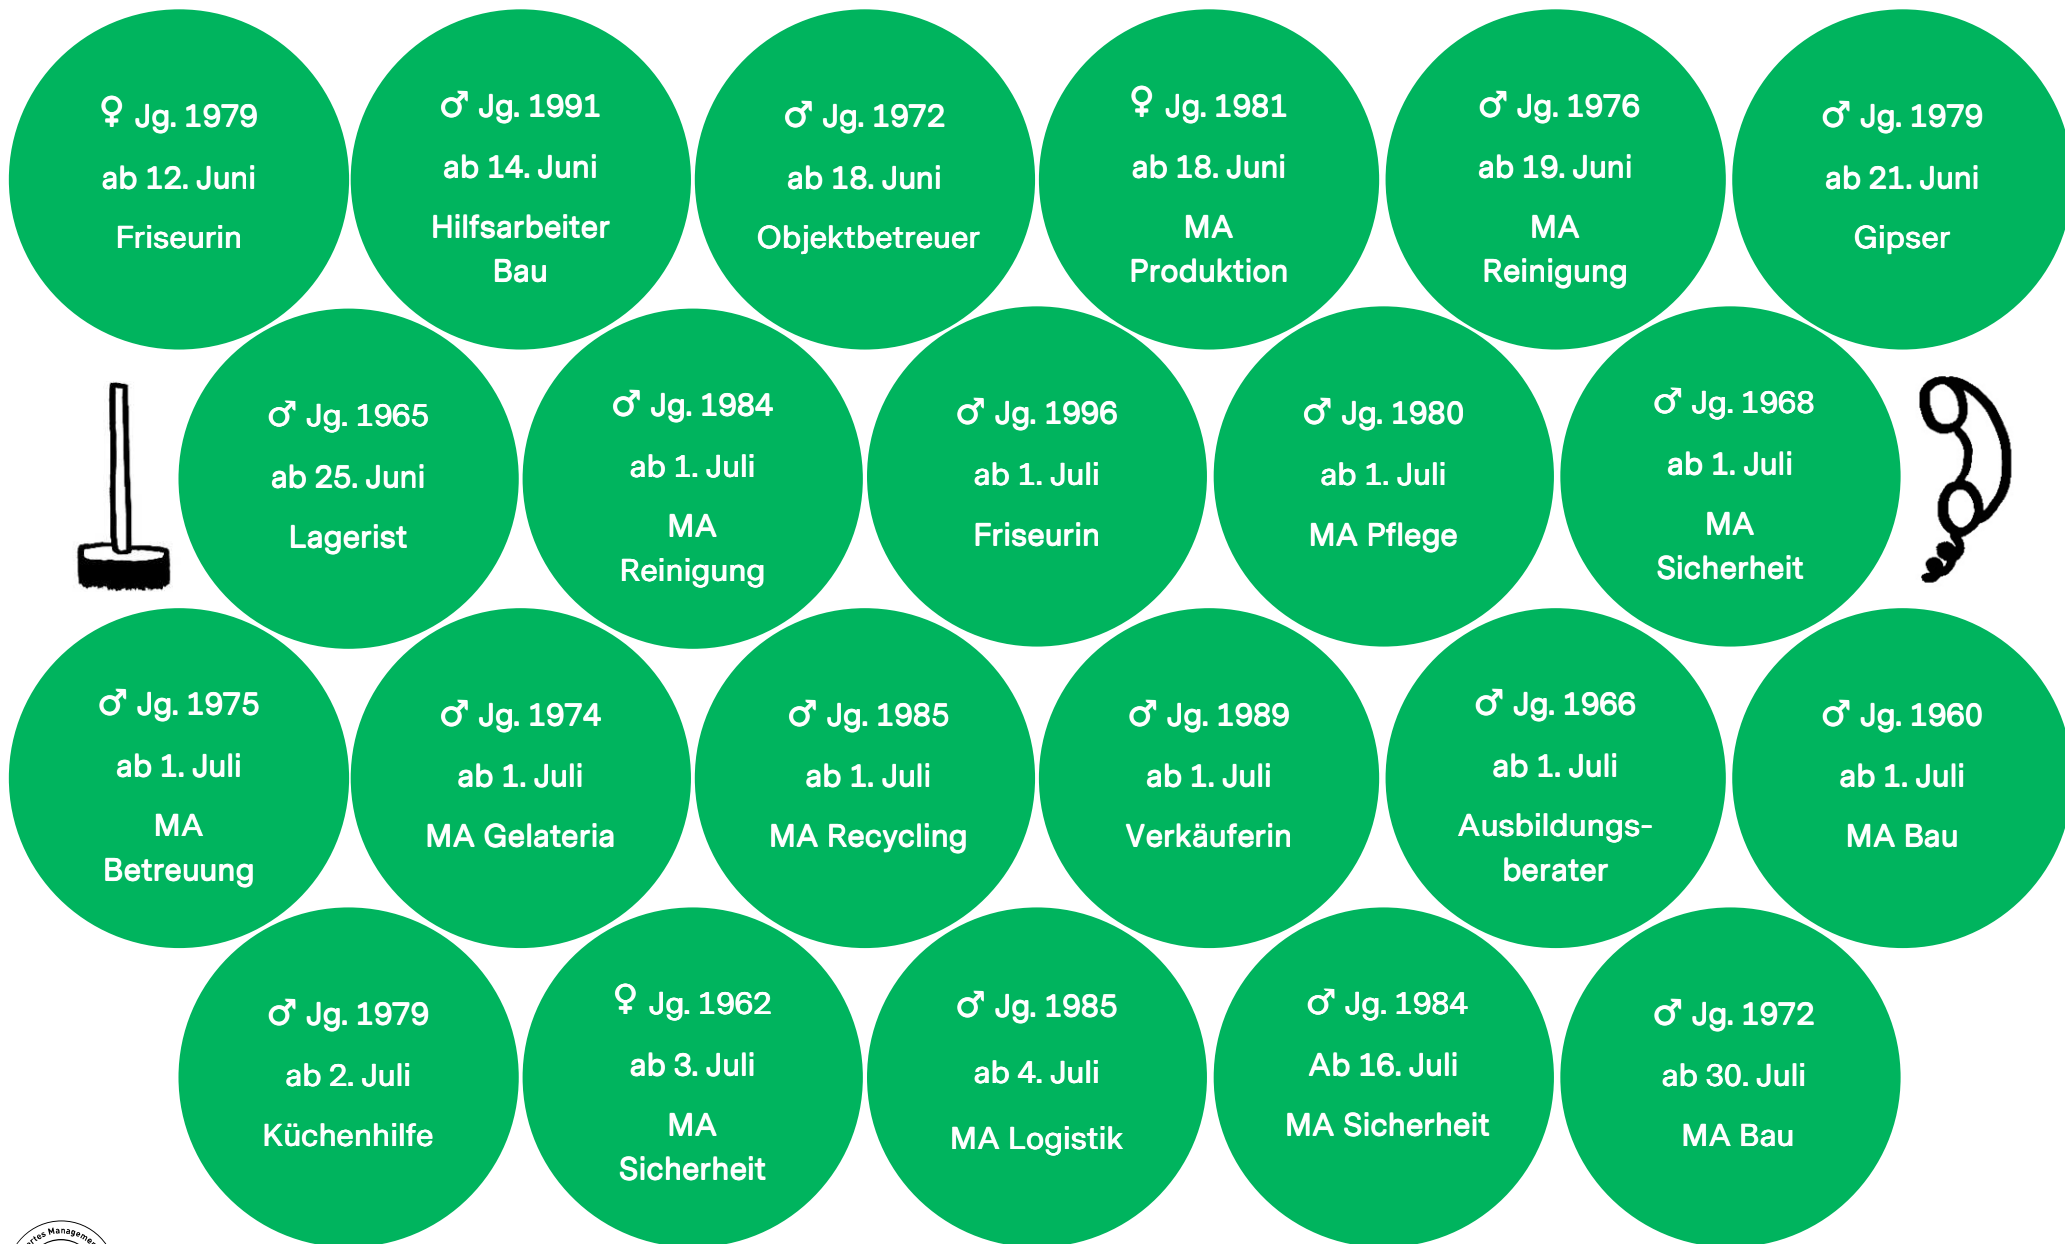 ♀ Jg. 1979
ab 12. Juni
Friseurin
♂ Jg. 1991
ab 14. Juni
Hilfsarbeiter
Bau
♂ Jg. 1972
ab 18. Juni
Objektbetreuer
♀ Jg. 1981
ab 18. Juni
MA
Produktion
♂ Jg. 1976
ab 19. Juni
MA
Reinigung
♂ Jg. 1979
ab 21. Juni
Gipser
♂ Jg. 1965
ab 25. Juni
Lagerist
♂ Jg. 1984
ab 1. Juli
MA
Reinigung
♂ Jg. 1996
ab 1. Juli
Friseurin
♂ Jg. 1980
ab 1. Juli
MA Pflege
♂ Jg. 1968
ab 1. Juli
MA
Sicherheit
♂ Jg. 1975
ab 1. Juli
MA
Betreuung
♂ Jg. 1974
ab 1. Juli
MA Gelateria
♂ Jg. 1985
ab 1. Juli
MA Recycling
♂ Jg. 1989
ab 1. Juli
Verkäuferin
♂ Jg. 1966
ab 1. Juli
Ausbildungs-
berater
♂ Jg. 1960
ab 1. Juli
MA Bau
♂ Jg. 1979
ab 2. Juli
Küchenhilfe
♀ Jg. 1962
ab 3. Juli
MA
Sicherheit
♂ Jg. 1985
ab 4. Juli
MA Logistik
♂ Jg. 1984
Ab 16. Juli
MA Sicherheit
♂ Jg. 1972
ab 30. Juli
MA Bau